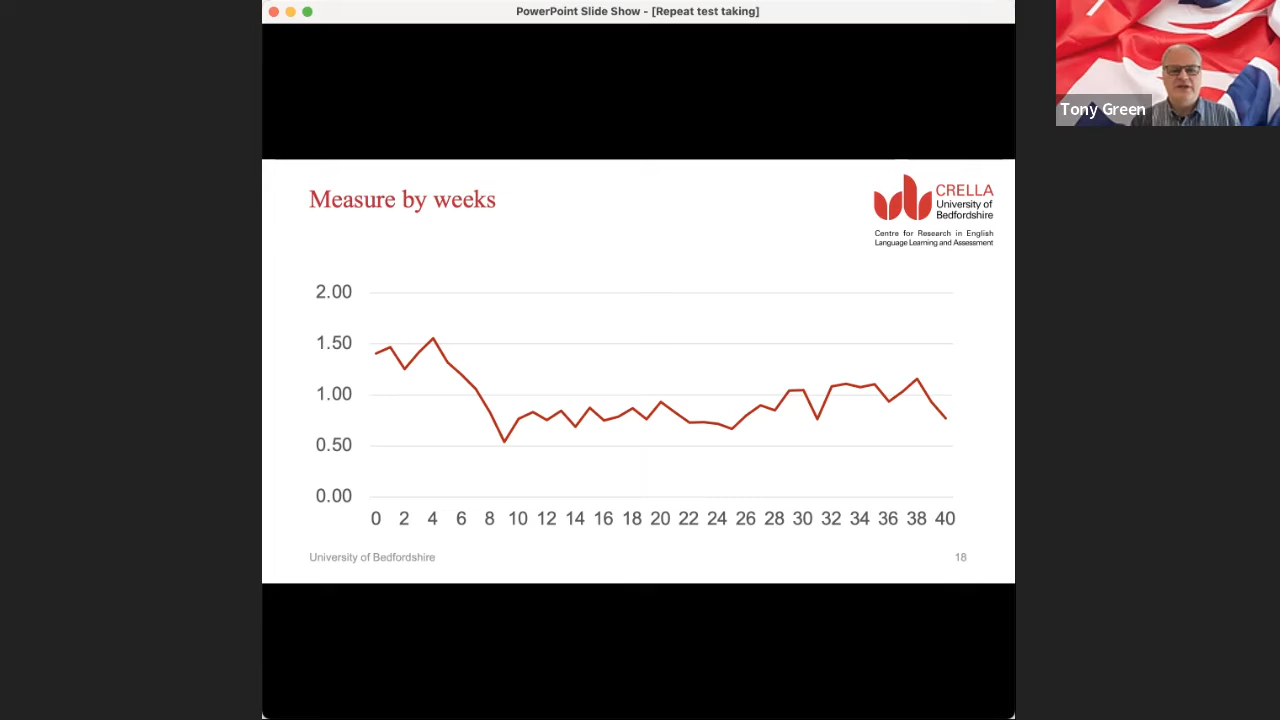 PowerPoint Slide Show - [Repeat test taking]
Tony Green
Measure by weeks
CRELLA
University of
Bedfordshire
Centre for Research in English
Language Learning and Assessment
2.00
1.50
1.00
0.50
0.00
0 2 4 6 8 10 12 14 16 18 20 22 24 26 28 30 32 34 36 38 40
University of Bedfordshire
18